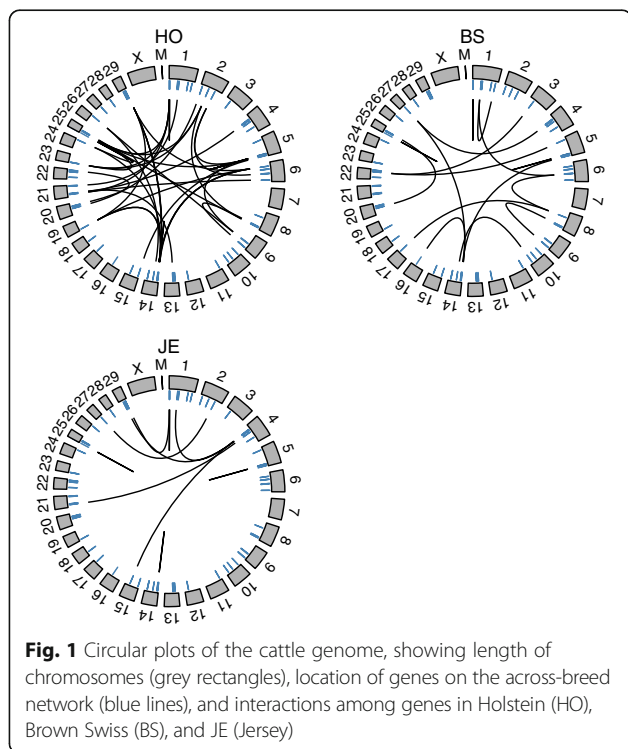 HO
M 1 2 3 4 5 6 7 8 9 10 11 12 13 14 15 16 17 18 19 20 21 22 23 24 25 26 27 28 29 X
BS
M 1 2 3 4 5 6 7 8 9 10 11 12 13 14 15 16 17 18 19 20 21 22 23 24 25 26 27 28 29 X
JE
M 1 2 3 4 5 6 7 8 9 10 11 12 13 14 15 16 17 18 19 20 21 22 23 24 25 26 27 28 29 X
Fig. 1 Circular plots of the cattle genome, showing length of
chromosomes (grey rectangles), location of genes on the across-breed
network (blue lines), and interactions among genes in Holstein (HO),
Brown Swiss (BS), and JE (Jersey)